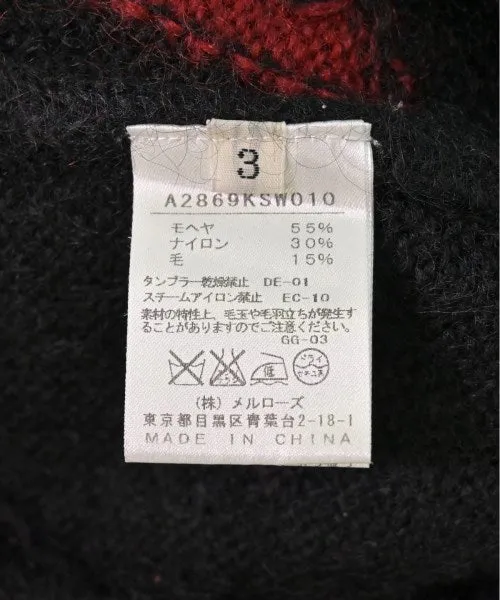 3
A2869KSW010
モヘヤ 55%
ナイロン 30%
毛 15%
タンブラー乾燥禁止 DE-01
スチームアイロン禁止 EC-10
素材の特性上、毛玉や毛羽立ちが発生す
ることがありますのでご注意ください。
GG-03
低 ドライ
(株) メルローズ
東京都目黒区青葉台2-18-1
MADE IN CHINA